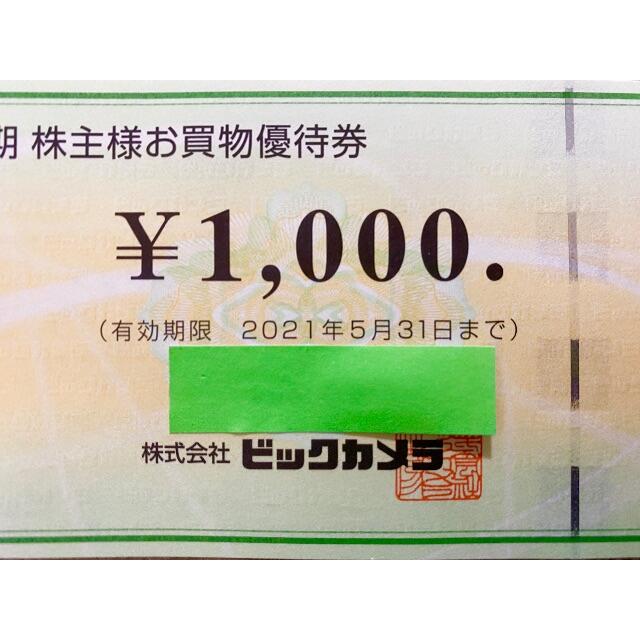 期 株主様お買物優待券
¥1,000.
（有効期限　2021年5月31日まで）
株式会社 ビックカメラ